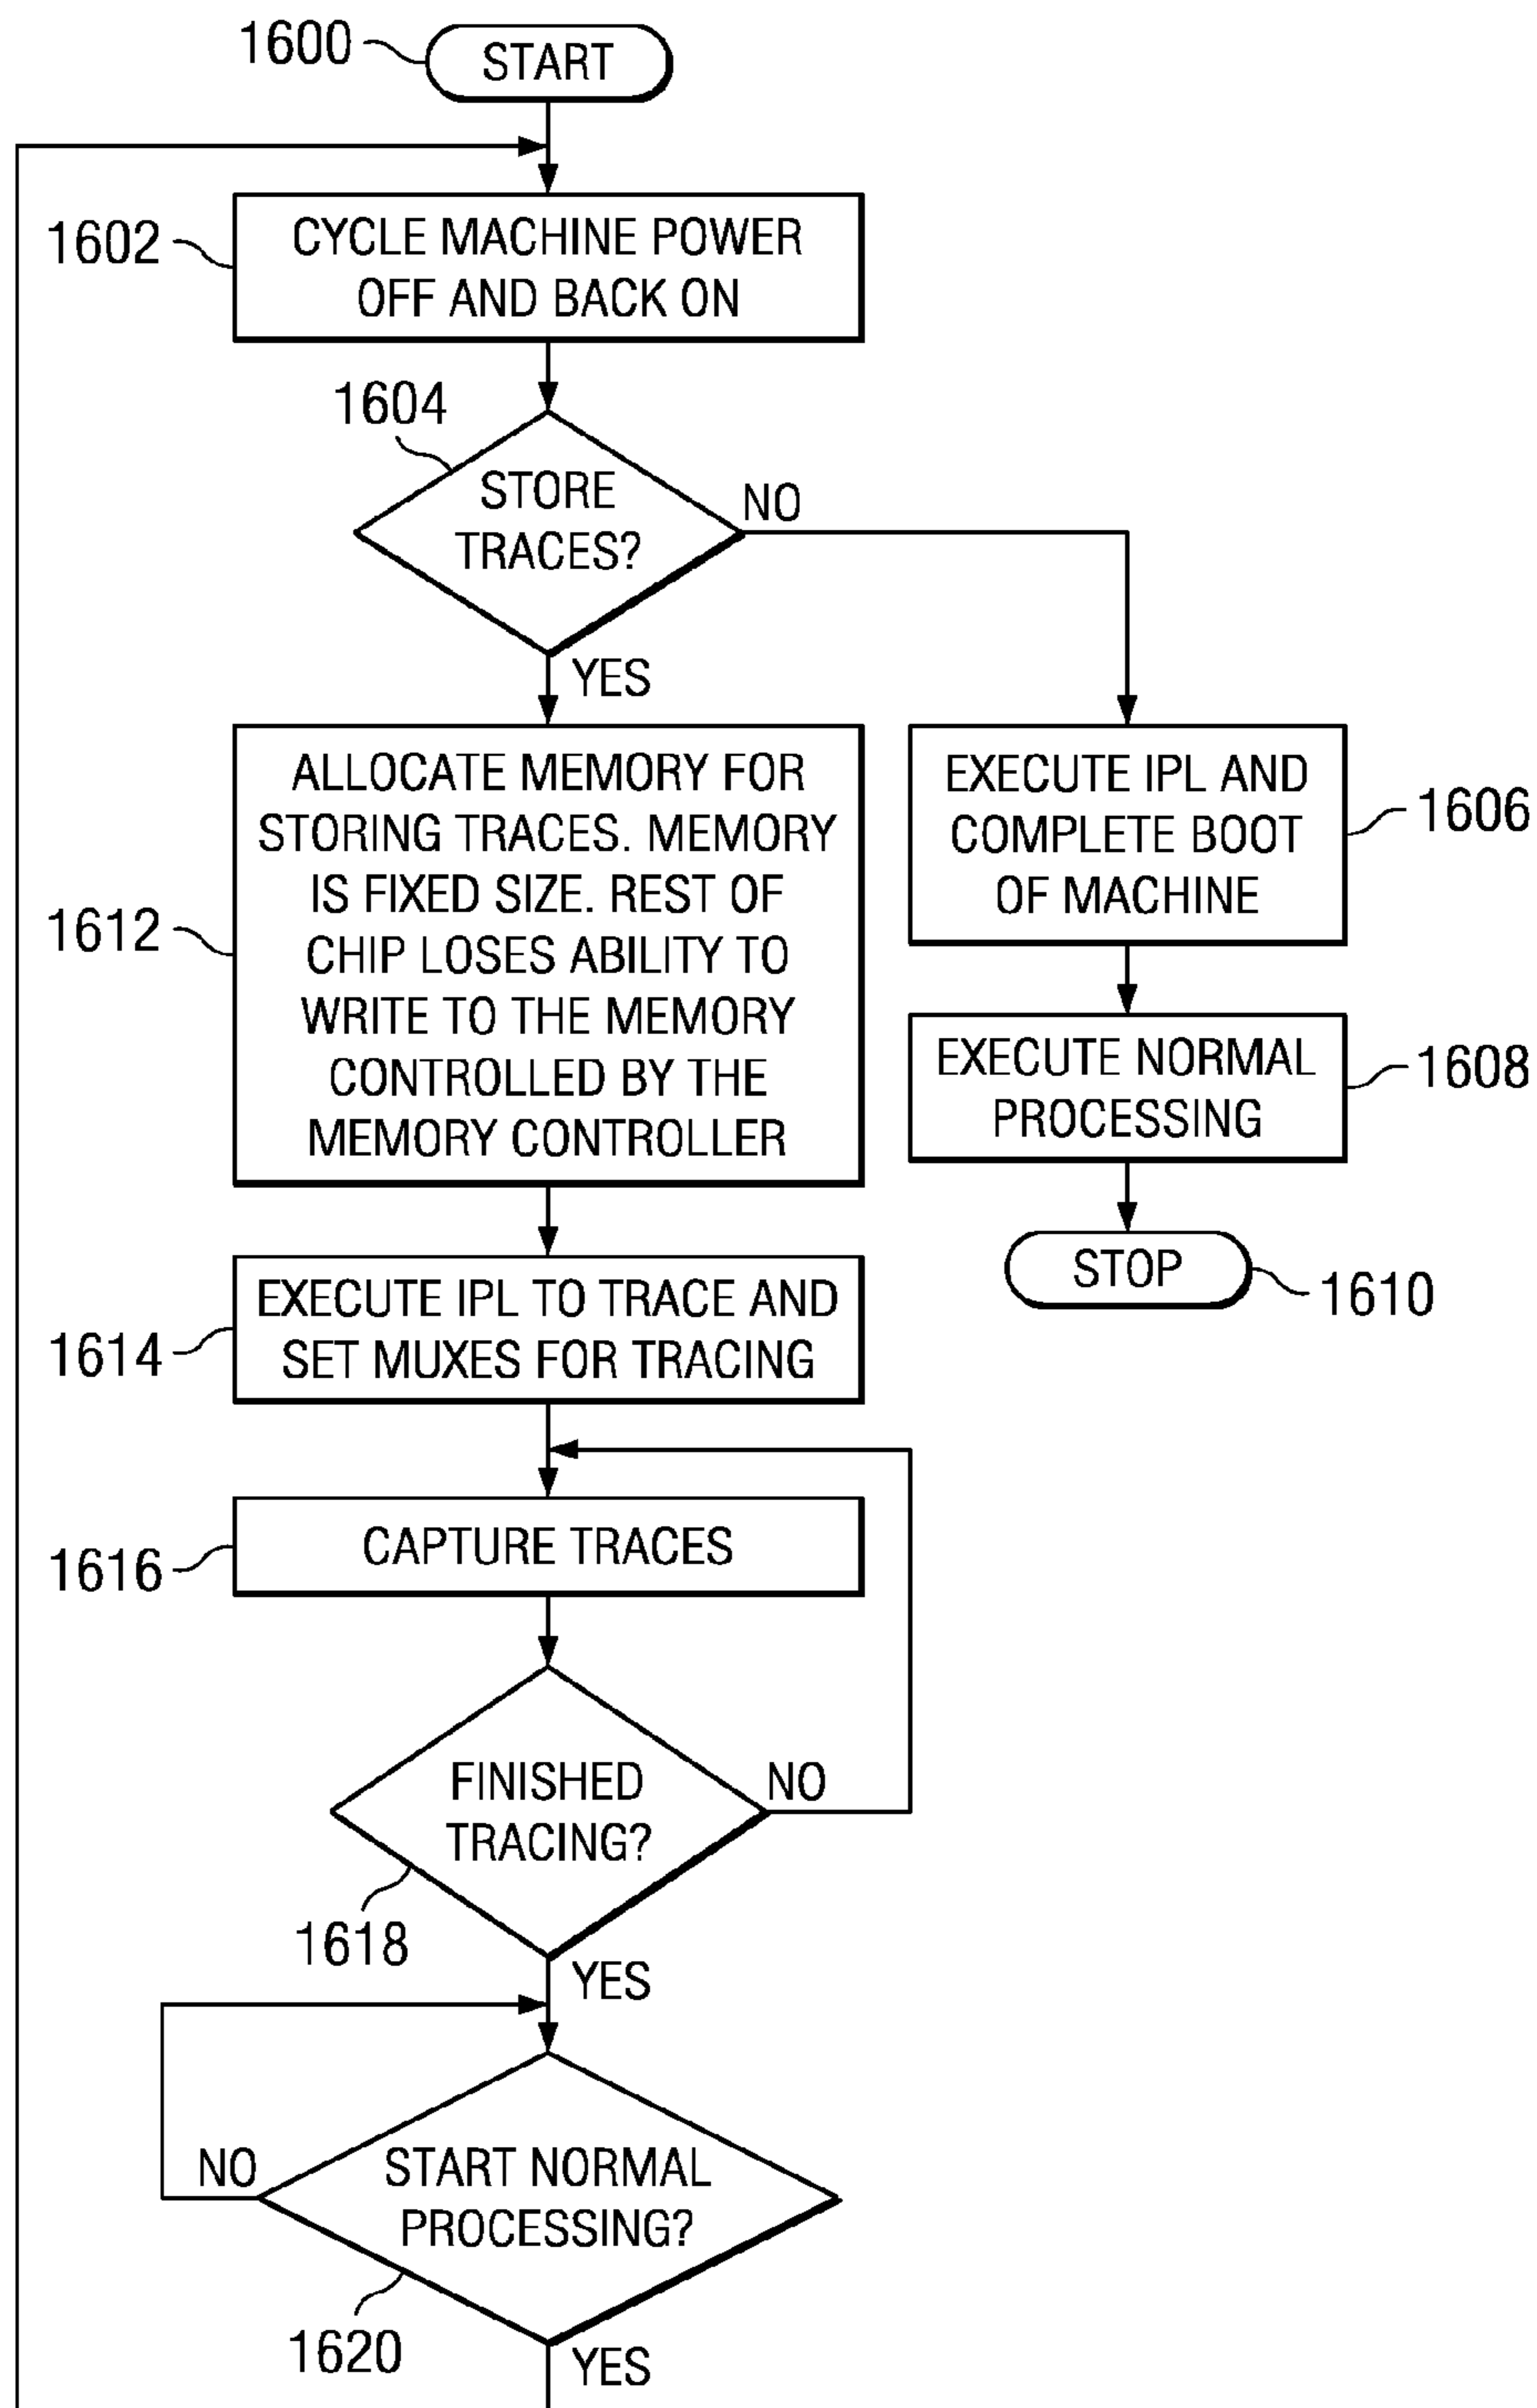 1600
START
1602
CYCLE MACHINE POWER
OFF AND BACK ON
1604
STORE
TRACES?
NO
YES
ALLOCATE MEMORY FOR
STORING TRACES. MEMORY
IS FIXED SIZE. REST OF
CHIP LOSES ABILITY TO
WRITE TO THE MEMORY
CONTROLLED BY THE
MEMORY CONTROLLER
1612
EXECUTE IPL AND
COMPLETE BOOT
OF MACHINE
1606
EXECUTE NORMAL
PROCESSING
1608
STOP
1610
EXECUTE IPL TO TRACE AND
SET MUXES FOR TRACING
1614
CAPTURE TRACES
1616
FINISHED
TRACING?
NO
1618
YES
NO
START NORMAL
PROCESSING?
1620
YES